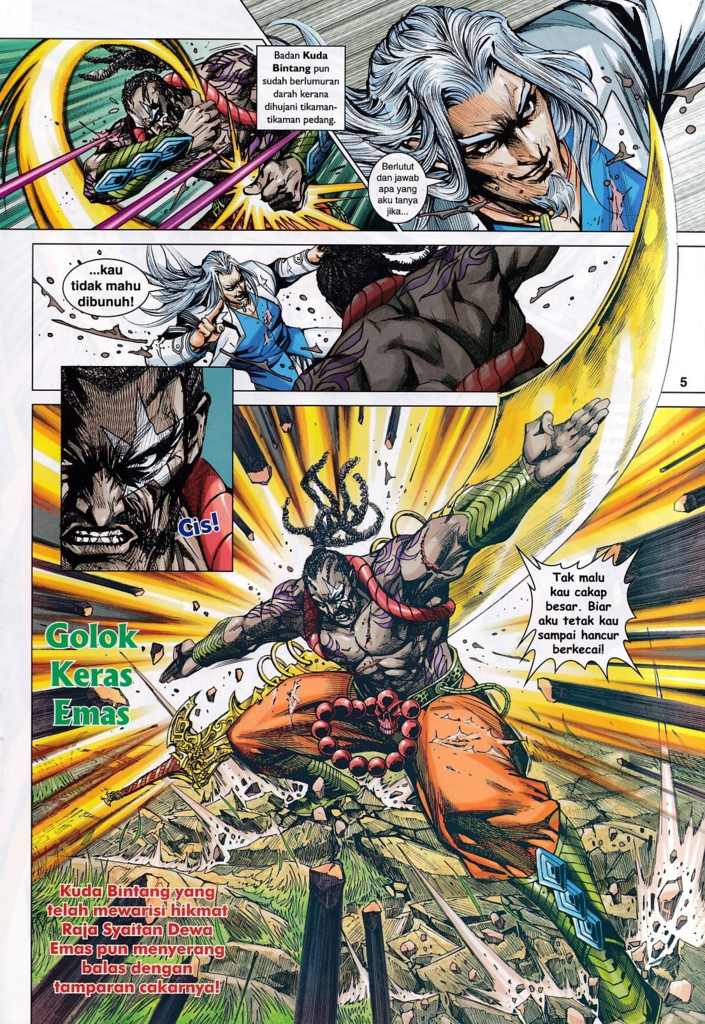 Badan Kuda
Bintang pun
sudah berlumuran
darah kerana
dihujani tikaman-
tikaman pedang.
Berlutut
dan jawab
apa yang
aku tanya
jika...
...kau
tidak mahu
dibunuh!
5
Cis!
Tak malu
kau cakap
besar. Biar
aku tetak kau
sampai hancur
berkecai!
Golok
Keras
Emas
Kuda Bintang yang
telah mewarisi hikmat
Raja Syaitan Dewa
Emas pun menyerang
balas dengan
tamparan cakarnya!